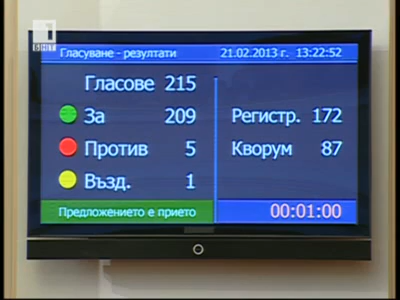 1
БНТ
Гласуване - резултати 21.02.2013 г. 13:22:52
Гласове 215
За 209
Против 5
Възд. 1
Регистр. 172
Кворум 87
Предложението е прието 00:01:00